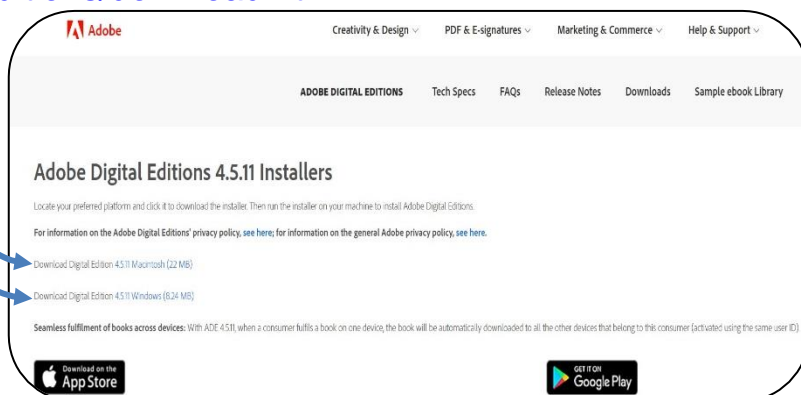 Adobe
Creativity & Design PDF & E-signatures Marketing & Commerce Help & Support
ADOBE DIGITAL EDITIONS Tech Specs FAQs Release Notes Downloads Sample ebook Library
Adobe Digital Editions 4.5.11 Installers
Locate your preferred platform and click it to download the installer. Then run the installer on your machine to install Adobe Digital Editions.
For information on the Adobe Digital Editions' privacy policy, see here; for information on the general Adobe privacy policy, see here.
Download Digital Edition 4.5.11 Macintosh (22 MB)
Download Digital Edition 4.5.11 Windows (8.24 MB)
Seamless fulfilment of books across devices: With ADE 4.5.11, when a consumer fulfils a book on one device, the book will be automatically downloaded to all the other devices that belong to this consumer (activated using the same user ID)
Download on the
App Store
GET IT ON
Google Play